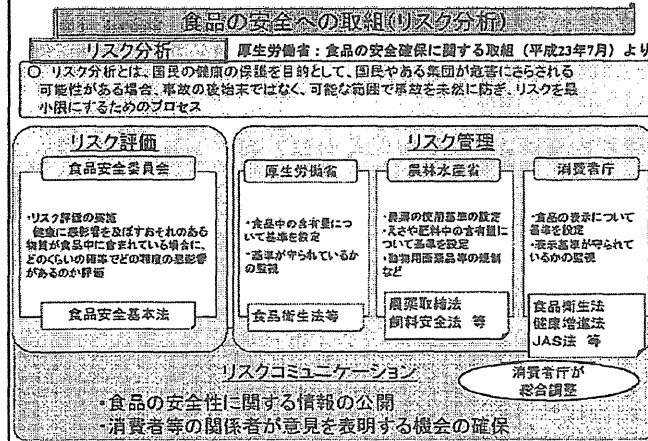 食品の安全への取組(リスク分析)
リスク分析
厚生労働省：食品の安全確保に関する取組（平成23年7月）より
○ リスク分析とは、国民の健康の保護を目的として、国民やある集団が危害にさらされる
可能性がある場合、事故の後始末ではなく、可能な範囲で事故を未然に防ぎ、リスクを最
小限にするためのプロセス
リスク評価
食品安全委員会
・リスク評価の実施
健康に悪影響を及ぼすおそれのある
物質が食品中に含まれている場合に、
どのくらいの確率でどの程度の悪影響
があるのか評価
食品安全基本法
リスク管理
厚生労働省
・食品中の含有量につ
いて基準を設定
・基準が守られているか
の監視
食品衛生法等
農林水産省
・農薬の使用基準の設定
・えさや肥料中の含有量に
ついて基準を設定
・動物用医薬品等の規制
など
農薬取締法
飼料安全法 等
消費者庁
・食品の表示について
基準を設定
・表示基準が守られて
いるかの監視
食品衛生法
健康増進法
JAS法 等
リスクコミュニケーション
・食品の安全性に関する情報の公開
・消費者等の関係者が意見を表明する機会の確保
消費者庁が
総合調整